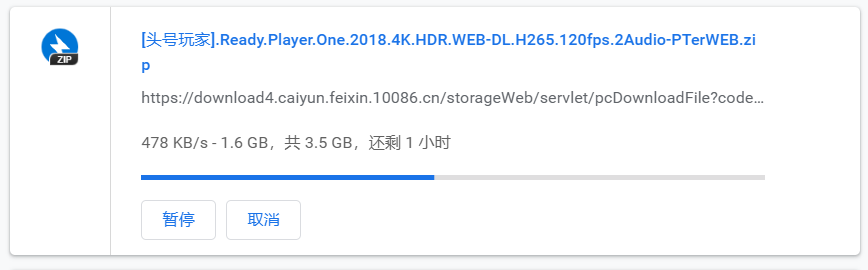 ZIP
[头号玩家].Ready.Player.One.2018.4K.HDR.WEB-DL.H265.120fps.2Audio-PTerWEB.zi
p
https://download4.caiyun.feixin.10086.cn/storageWeb/servlet/pcDownloadFile?code...
478 KB/s - 1.6 GB，共 3.5 GB，还剩 1 小时
暂停 取消